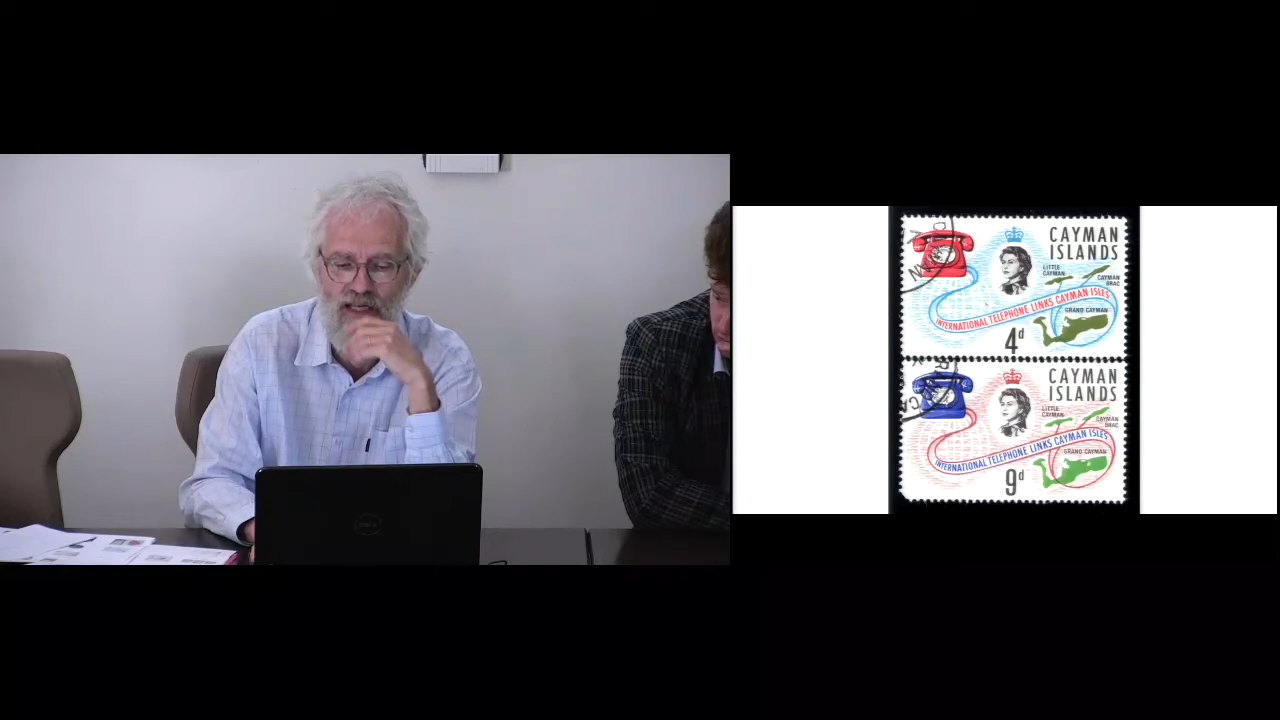 CAYMAN
ISLANDS
LITTLE
CAYMAN
CAYMAN
BRAC
INTERNATIONAL TELEPHONE LINKS CAYMAN ISLES
GRAND CAYMAN
4d
CAYMAN
ISLANDS
LITTLE
CAYMAN
CAYMAN
BRAC
INTERNATIONAL TELEPHONE LINKS CAYMAN ISLES
GRAND CAYMAN
9d